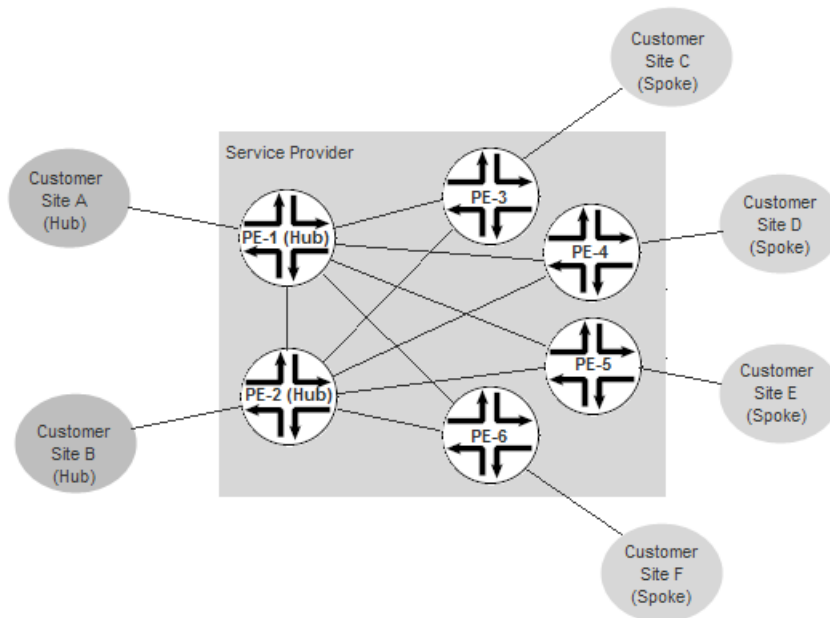 Customer
Site C
(Spoke)
Service Provider
Customer
Site A
(Hub)
PE-1 (Hub)
PE-3
Customer
Site D
(Spoke)
PE-4
PE-5
Customer
Site E
(Spoke)
PE-2 (Hub)
Customer
Site B
(Hub)
PE-6
Customer
Site F
(Spoke)